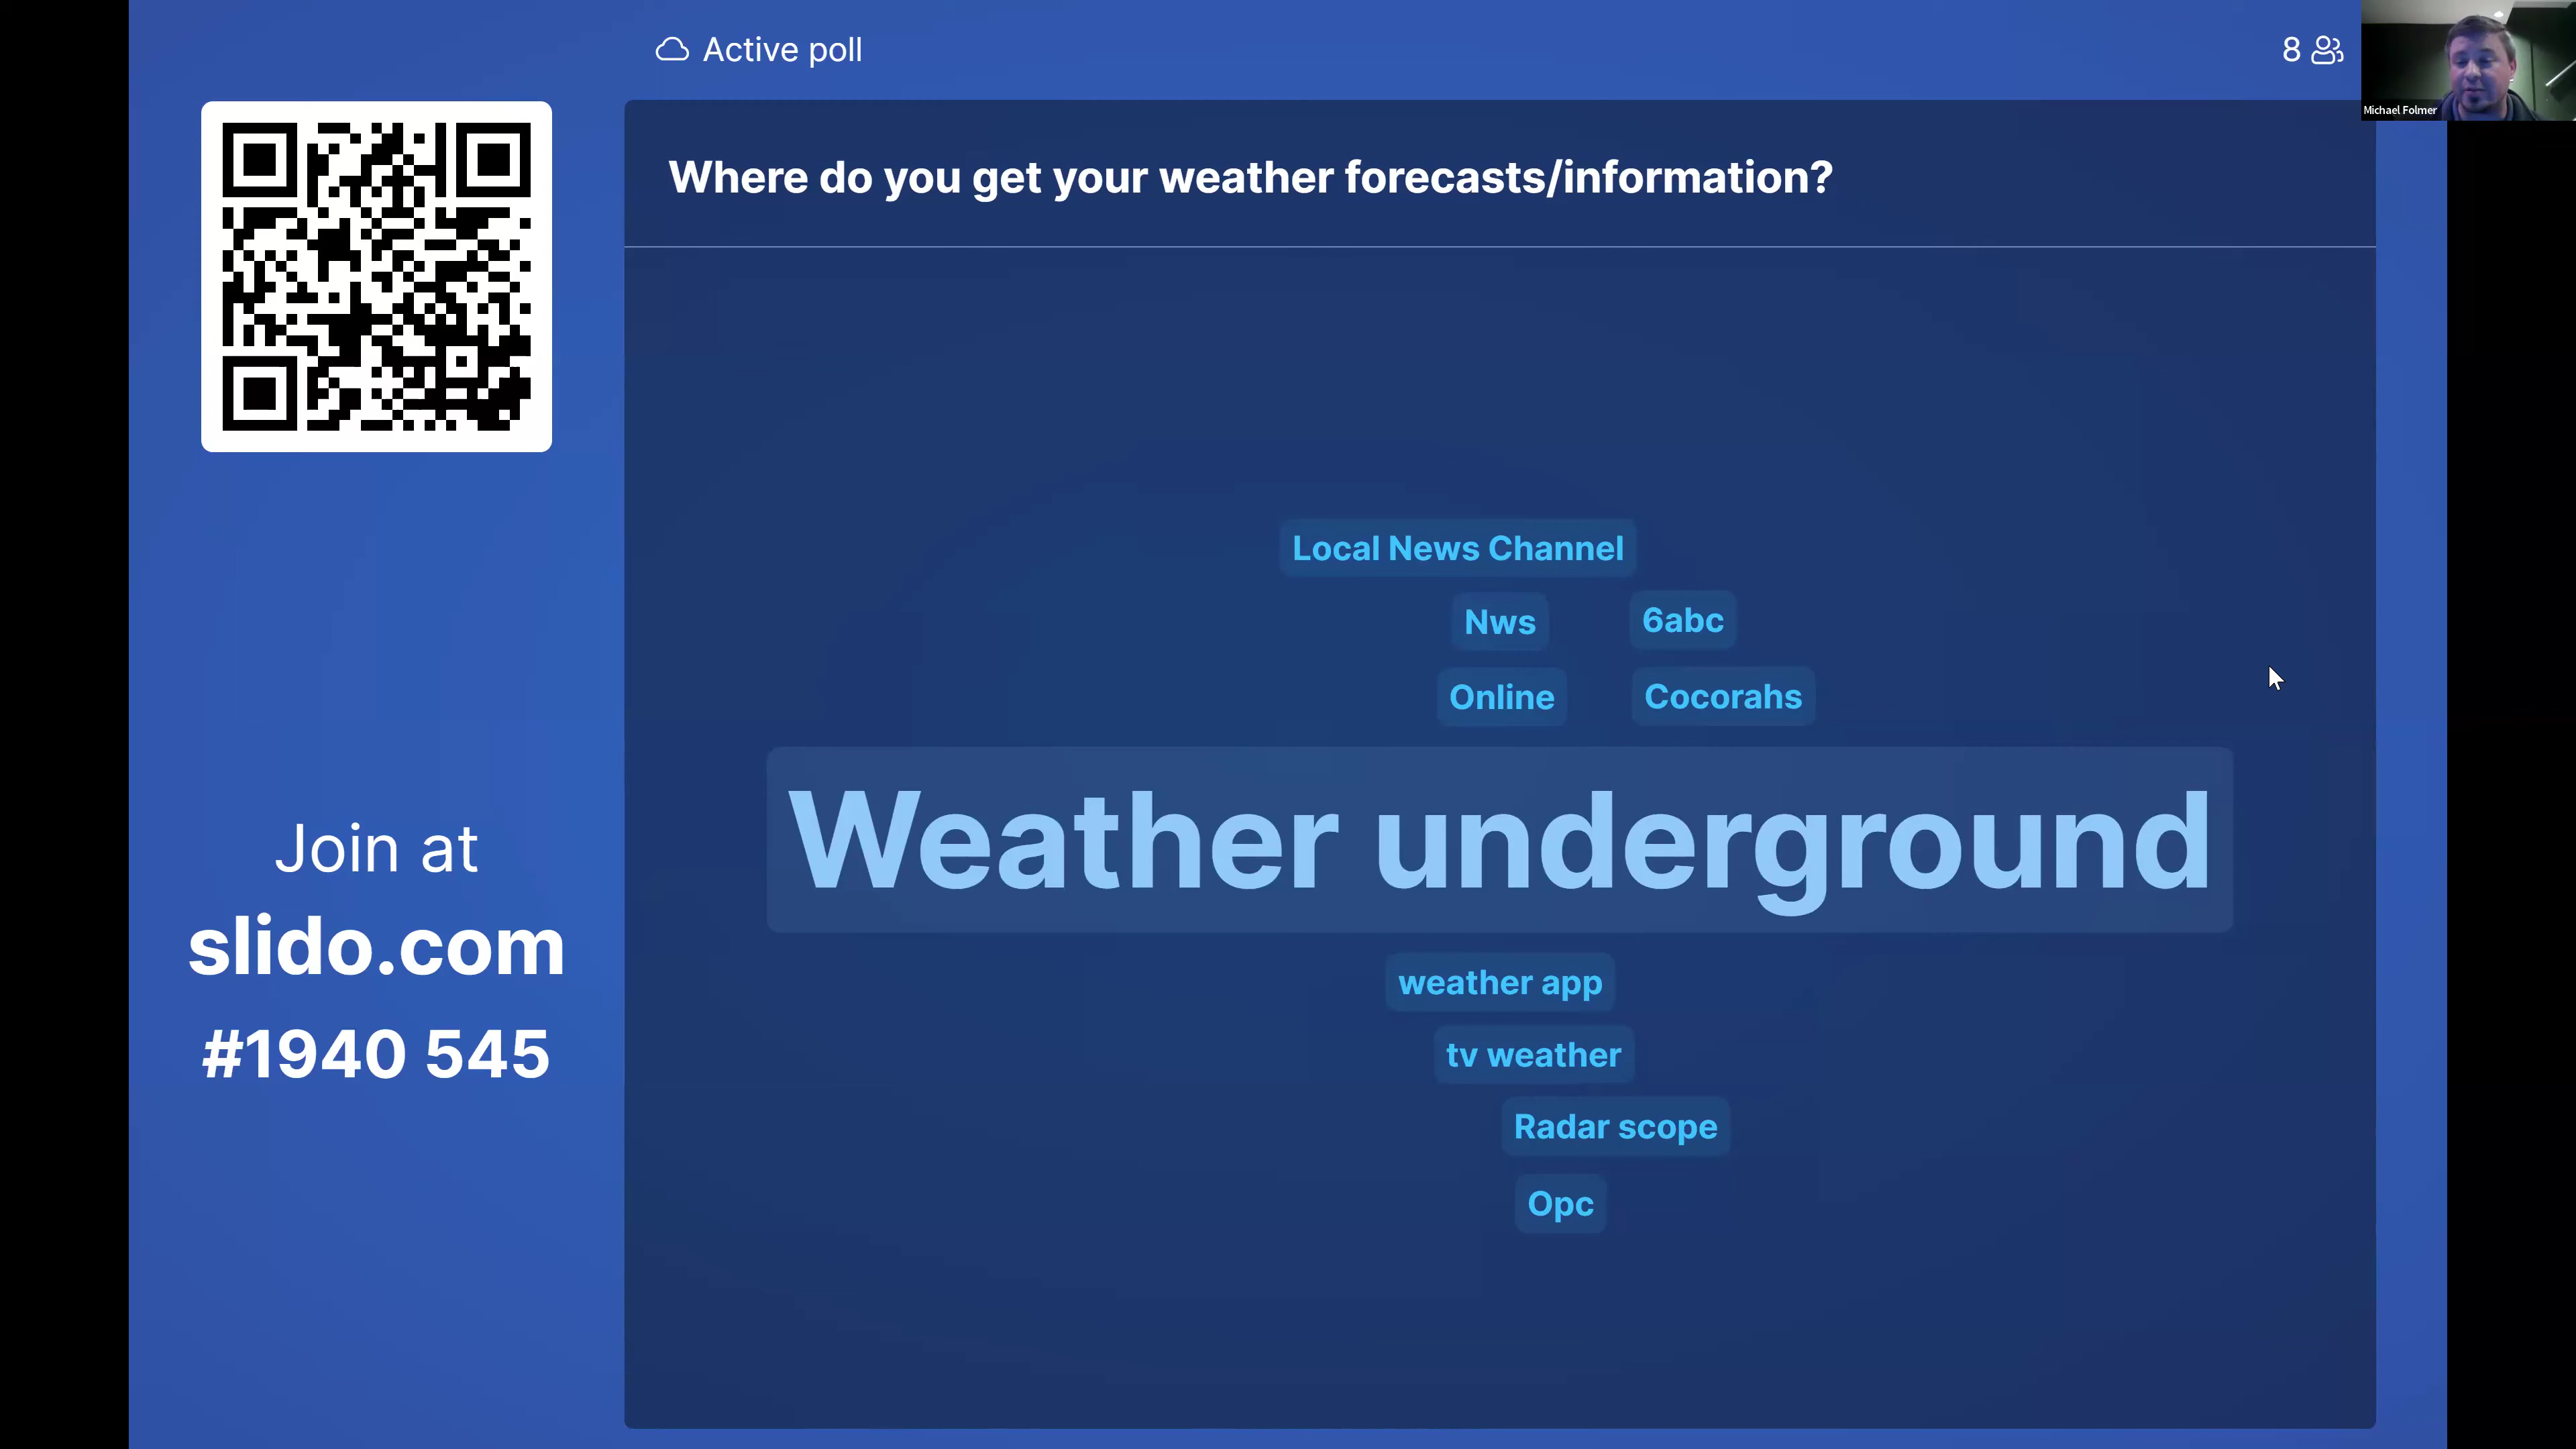 Active poll
8
Michael Folmer
Where do you get your weather forecasts/information?
Local News Channel
Nws
6abc
Online
Cocorahs
Weather underground
weather app
tv weather
Radar scope
Opc
Join at
slido.com
#1940 545